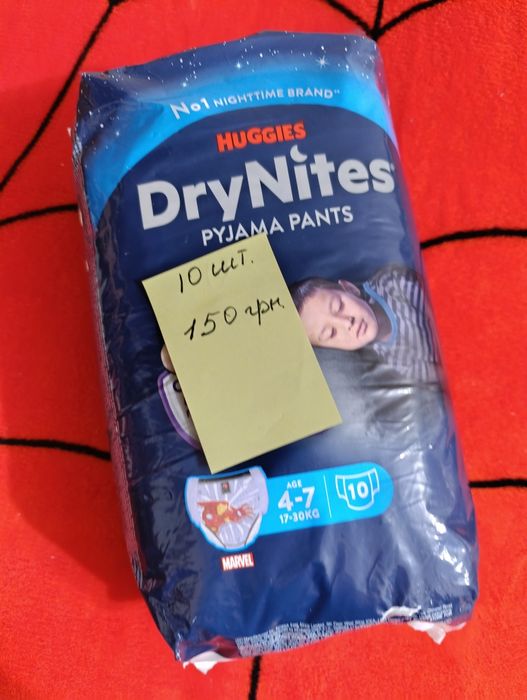 No1 NIGHTTIME BRAND
HUGGIES
DryNites
PYJAMA PANTS
10 шт.
150 грн.
AGE
4-7
17-30KG
10
MARVEL